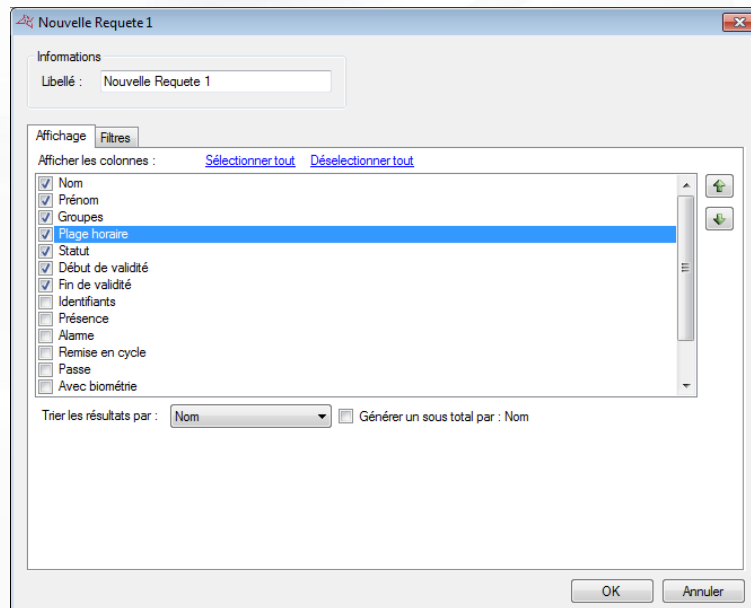 Nouvelle Requete 1
Informations
Libellé : Nouvelle Requete 1
Affichage Filtres
Afficher les colonnes : Sélectionner tout Déselectionner tout
Nom
Prénom
Groupes
Plage horaire
Statut
Début de validité
Fin de validité
Identifiants
Présence
Alarme
Remise en cycle
Passe
Avec biométrie
Trier les résultats par : Nom Générer un sous total par : Nom
OK Annuler